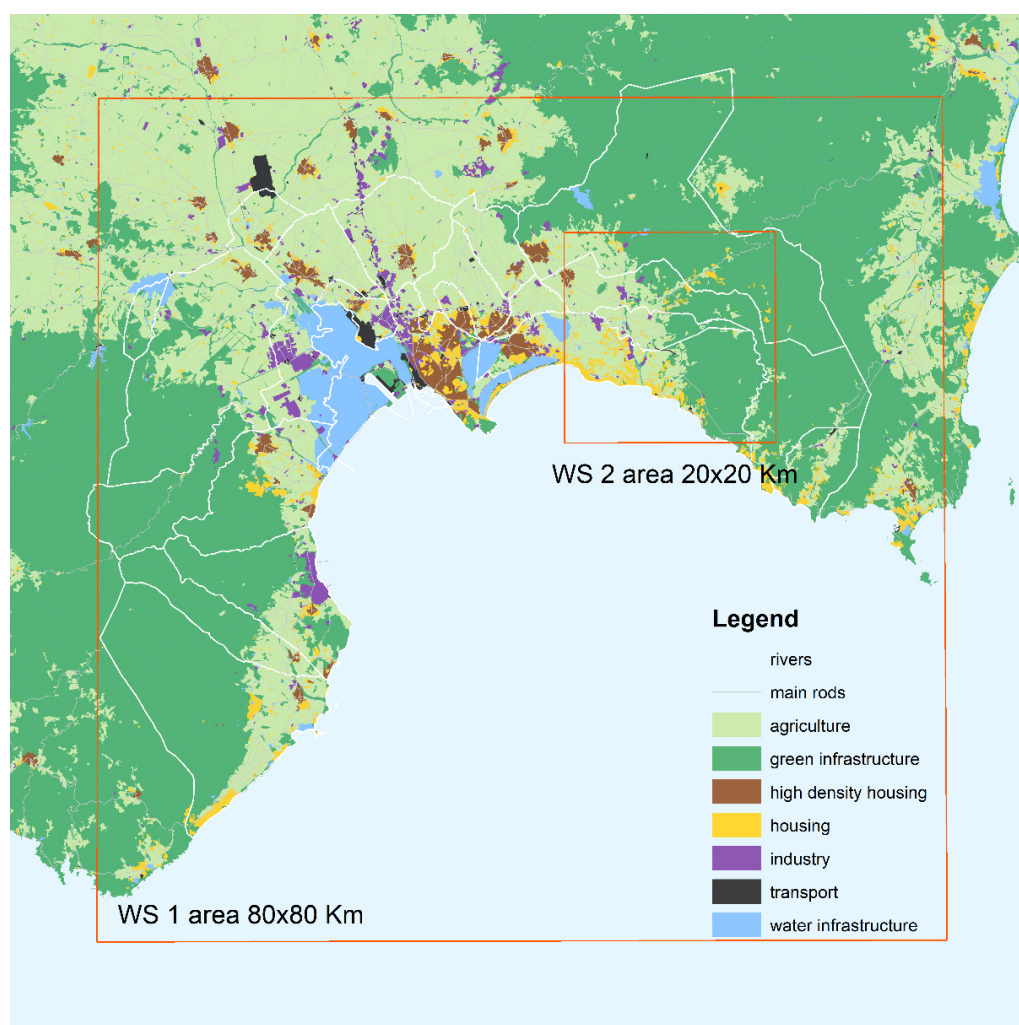 WS 2 area 20x20 Km
Legend
rivers
main rods
agriculture
green infrastructure
high density housing
housing
industry
transport
water infrastructure
WS 1 area 80x80 Km